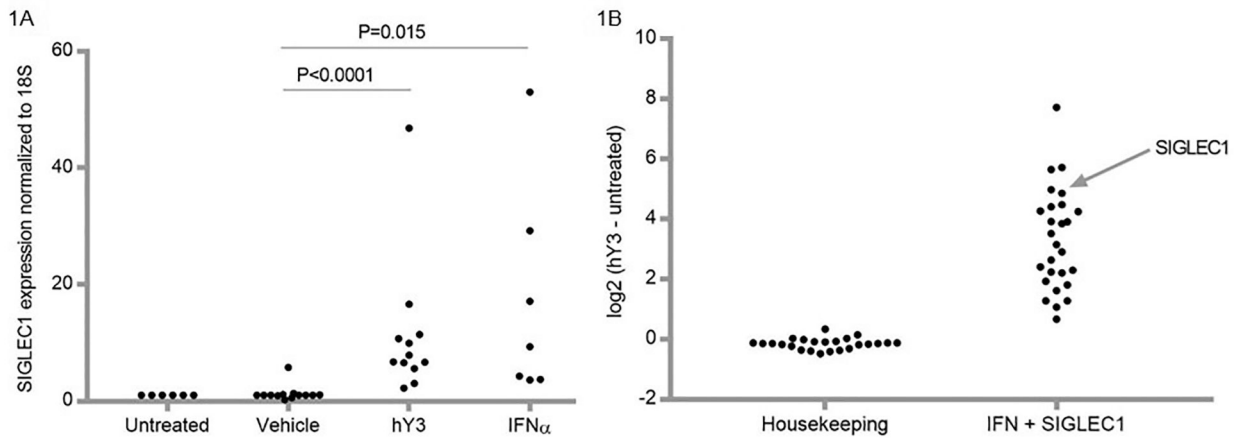 1A
SIGLEC1 expression normalized to 18S
60
40
20
0
P=0.015
P<0.0001
Untreated
Vehicle
hY3
IFNα
1B
log2 (hY3 - untreated)
10
8
6
4
2
0
-2
SIGLEC1
Housekeeping
IFN + SIGLEC1